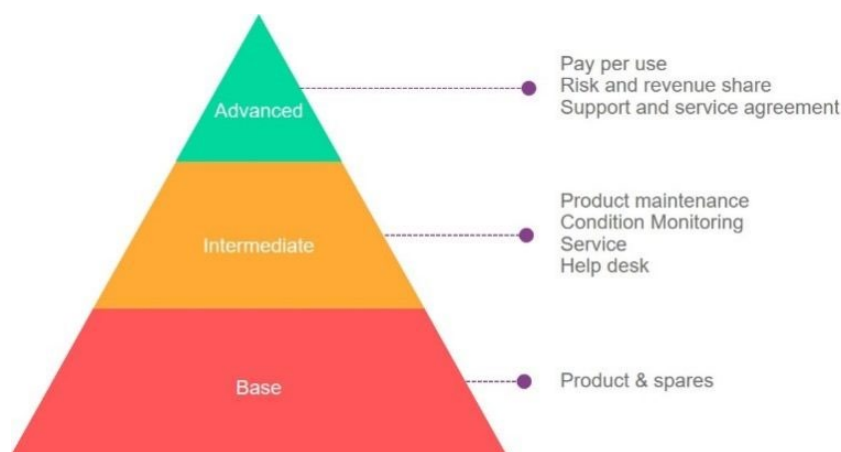 Advanced
Pay per use
Risk and revenue share
Support and service agreement
Intermediate
Product maintenance
Condition Monitoring
Service
Help desk
Base
Product & spares